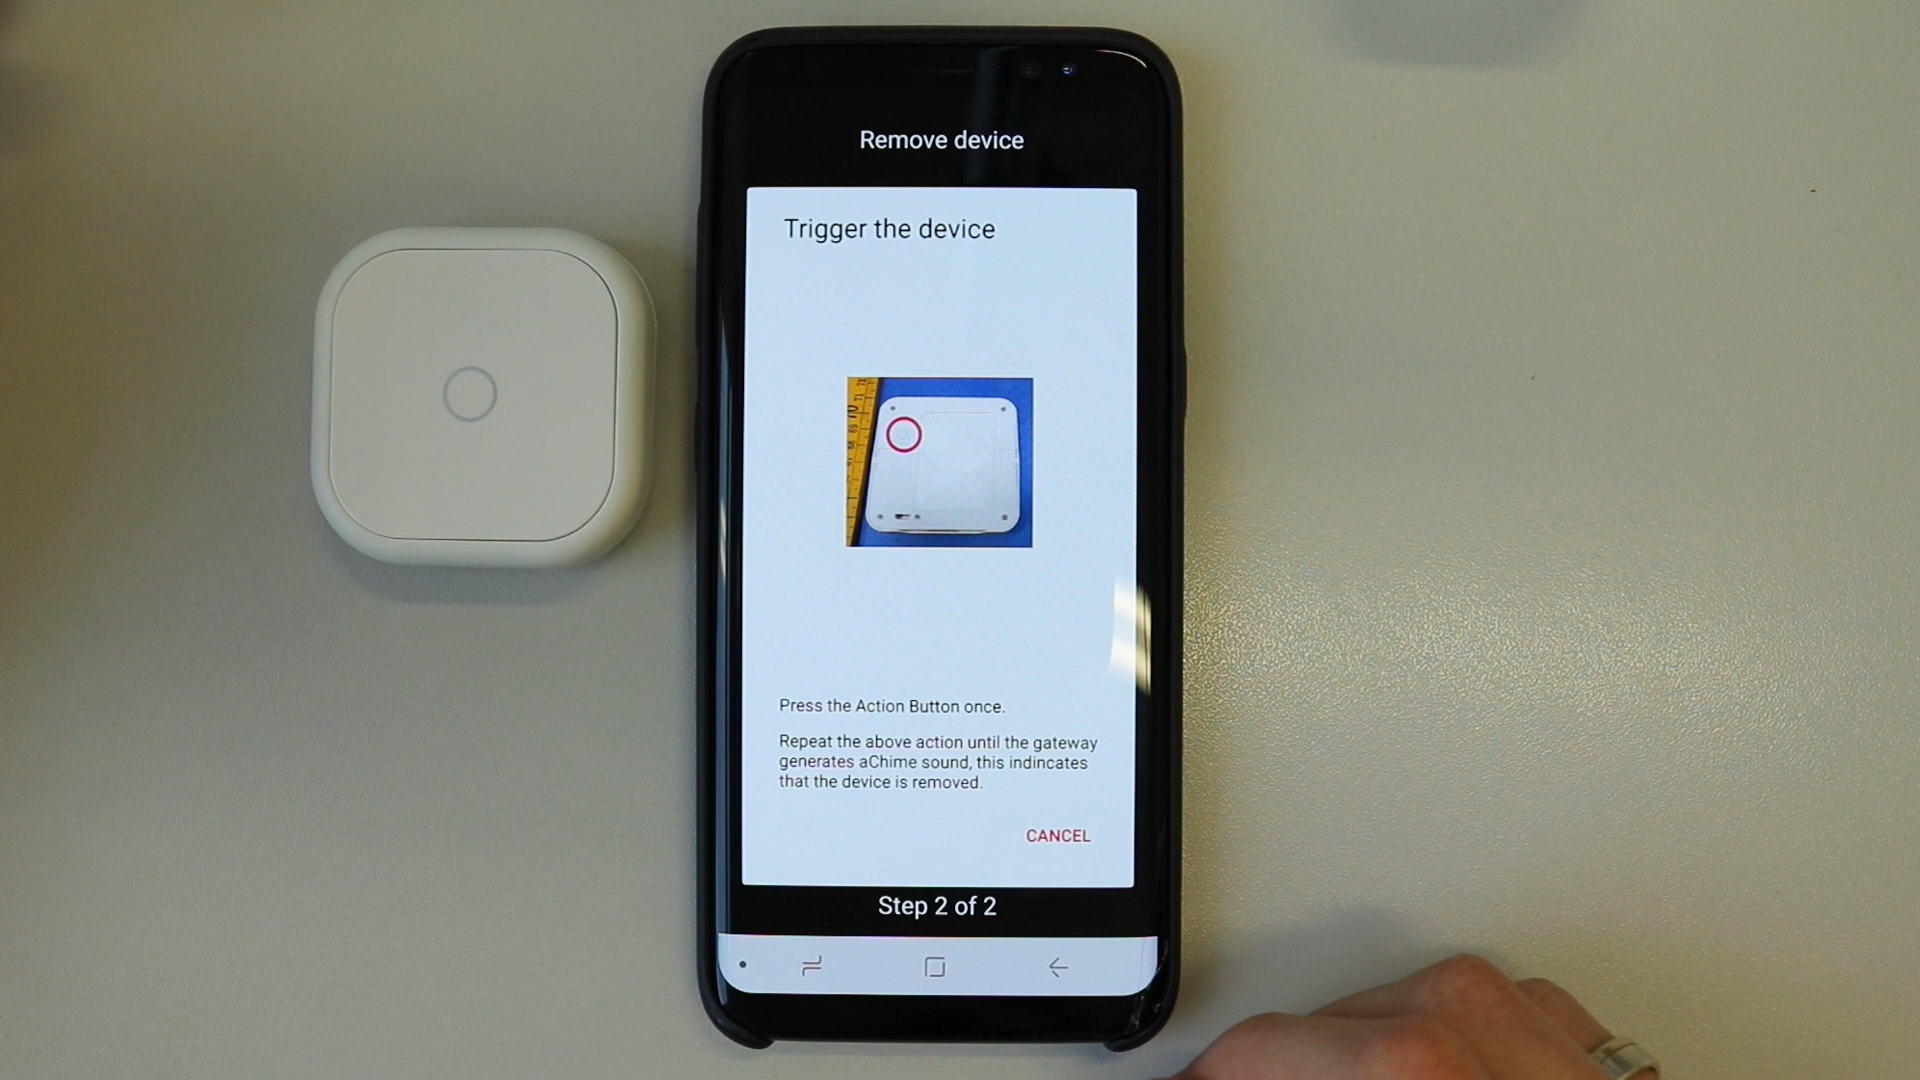 Remove device
Trigger the device
Press the Action Button once.
Repeat the above action until the gateway
generates aChime sound, this indincates
that the device is removed.
CANCEL
Step 2 of 2